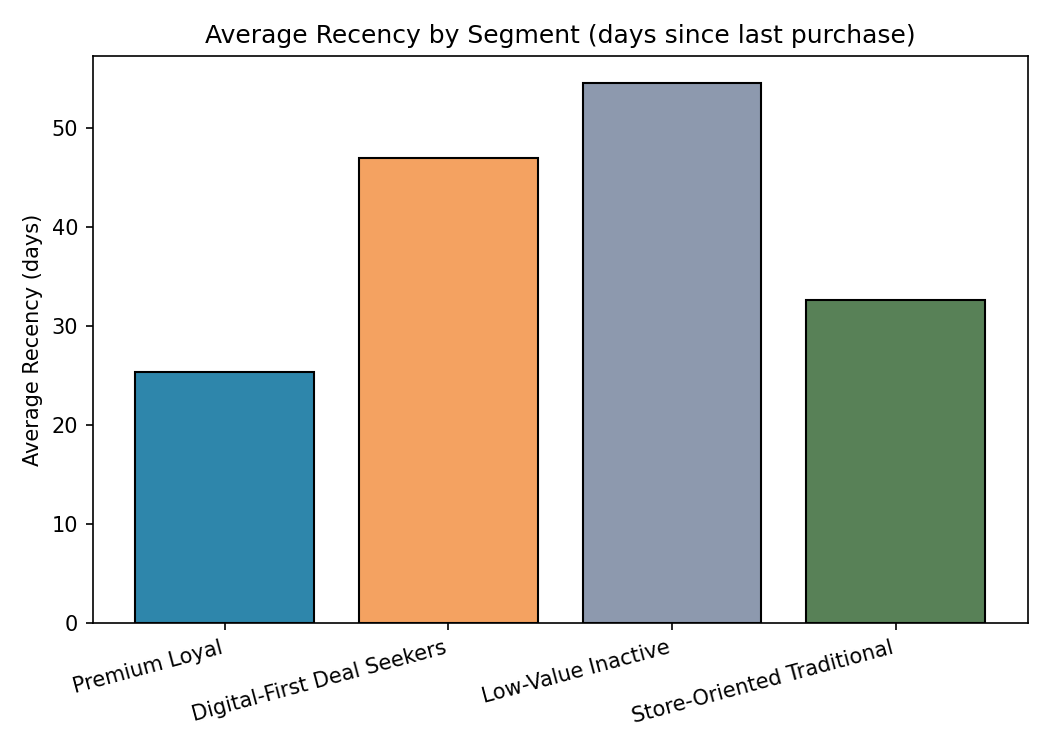 Average Recency by Segment (days since last purchase)
Average Recency (days)
50
40
30
20
10
0
Premium Loyal
Digital-First Deal Seekers
Low-Value Inactive
Store-Oriented Traditional